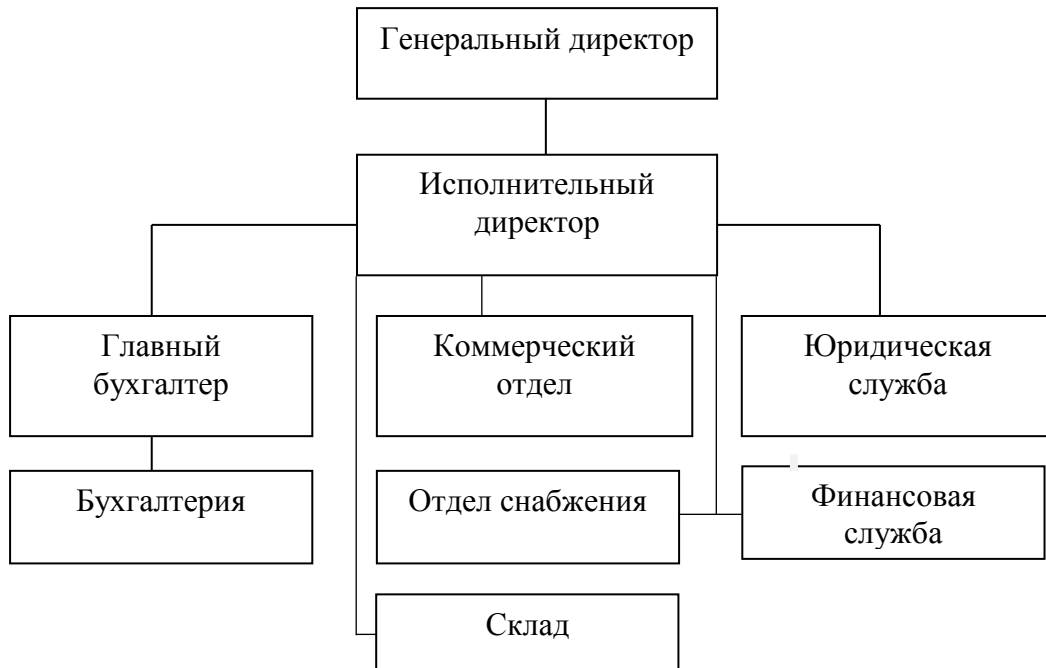 Генеральный директор
Исполнительный
директор
Главный
бухгалтер
Коммерческий
отдел
Юридическая
служба
Бухгалтерия
Отдел снабжения
Финансовая
служба
Склад